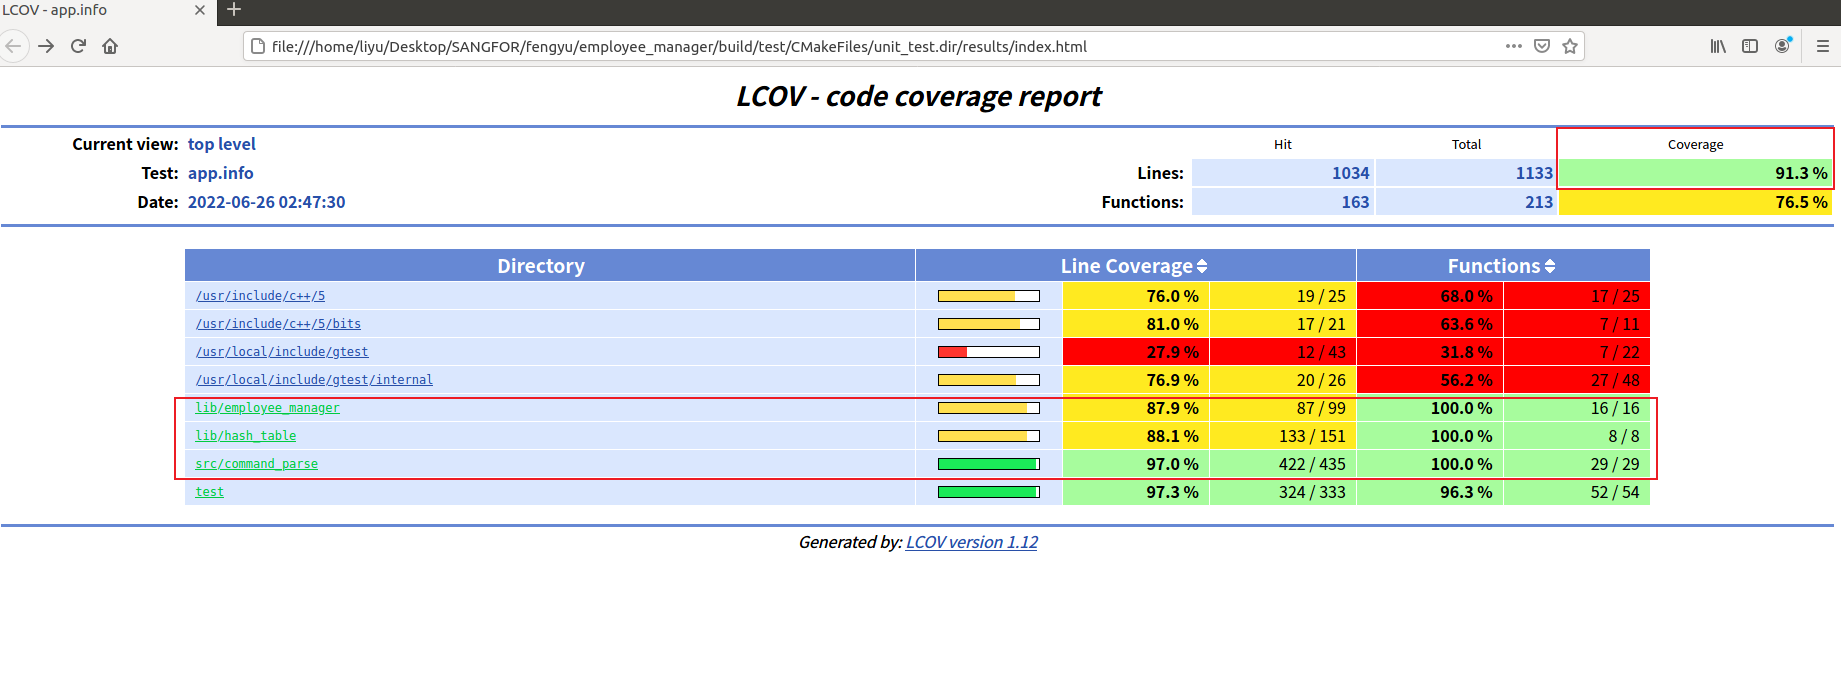 LCOV - app.info
file:///home/liyu/Desktop/SANGFOR/fengyu/employee_manager/build/test/CMakeFiles/unit_test.dir/results/index.html
LCOV - code coverage report
Current view: top level
Hit Total Coverage
Test: app.info
Lines: 1034 1133 91.3 %
Date: 2022-06-26 02:47:30
Functions: 163 213 76.5 %
Directory Line Coverage Functions
/usr/include/c++/5 76.0 % 19 / 25 68.0 % 17 / 25
/usr/include/c++/5/bits 81.0 % 17 / 21 63.6 % 7 / 11
/usr/local/include/gtest 27.9 % 12 / 43 31.8 % 7 / 22
/usr/local/include/gtest/internal 76.9 % 20 / 26 56.2 % 27 / 48
lib/employee_manager 87.9 % 87 / 99 100.0 % 16 / 16
lib/hash_table 88.1 % 133 / 151 100.0 % 8 / 8
src/command_parse 97.0 % 422 / 435 100.0 % 29 / 29
test 97.3 % 324 / 333 96.3 % 52 / 54
Generated by: LCOV version 1.12